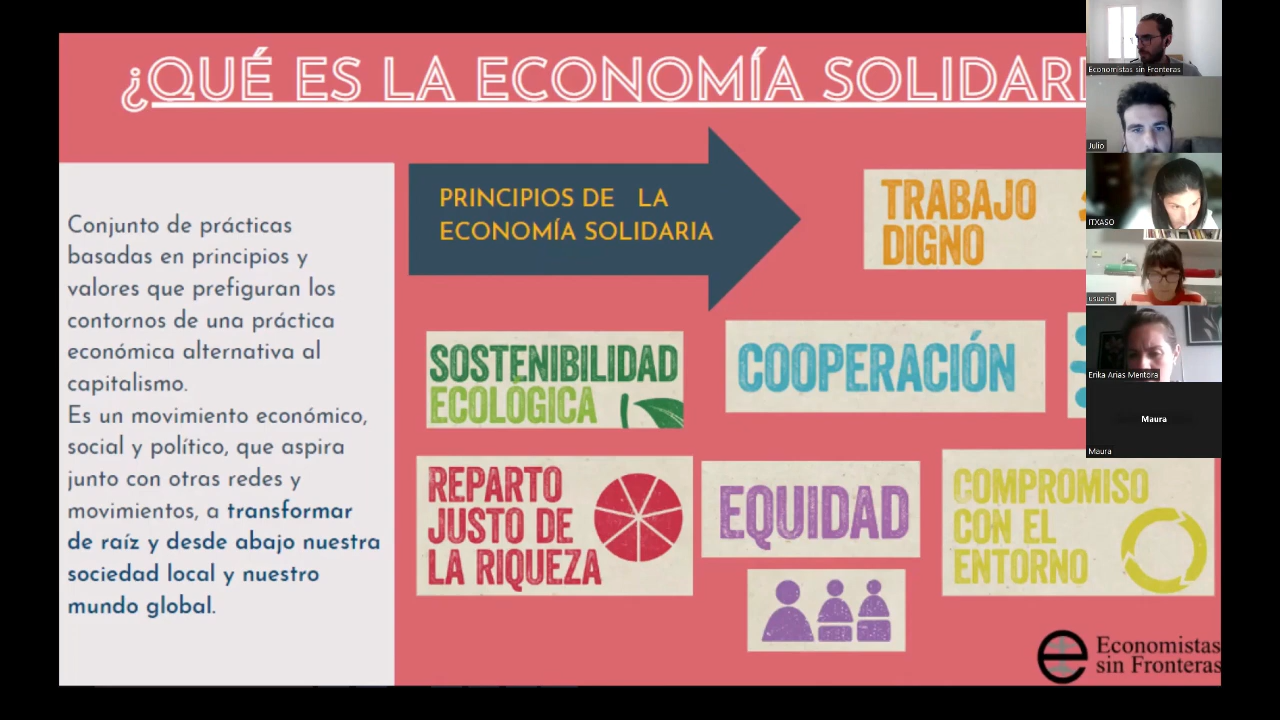 ¿QUÉ ES LA ECONOMÍA SOLIDARI
Conjunto de prácticas
basadas en principios y
valores que prefiguran los
contornos de una práctica
económica alternativa al
capitalismo.
Es un movimiento económico,
social y político, que aspira
junto con otras redes y
movimientos, a transformar
de raíz y desde abajo nuestra
sociedad local y nuestro
mundo global.
PRINCIPIOS DE LA
ECONOMÍA SOLIDARIA
TRABAJO
DIGNO
SOSTENIBILIDAD
ECOLÓGICA
COOPERACIÓN
REPARTO
JUSTO DE
LA RIQUEZA
EQUIDAD
COMPROMISO
CON EL
ENTORNO
Economistas
sin Fronteras
Economistas sin Fronteras
Julio
ITXASO
usuario
Erika Arias Mentora
Maura
Maura